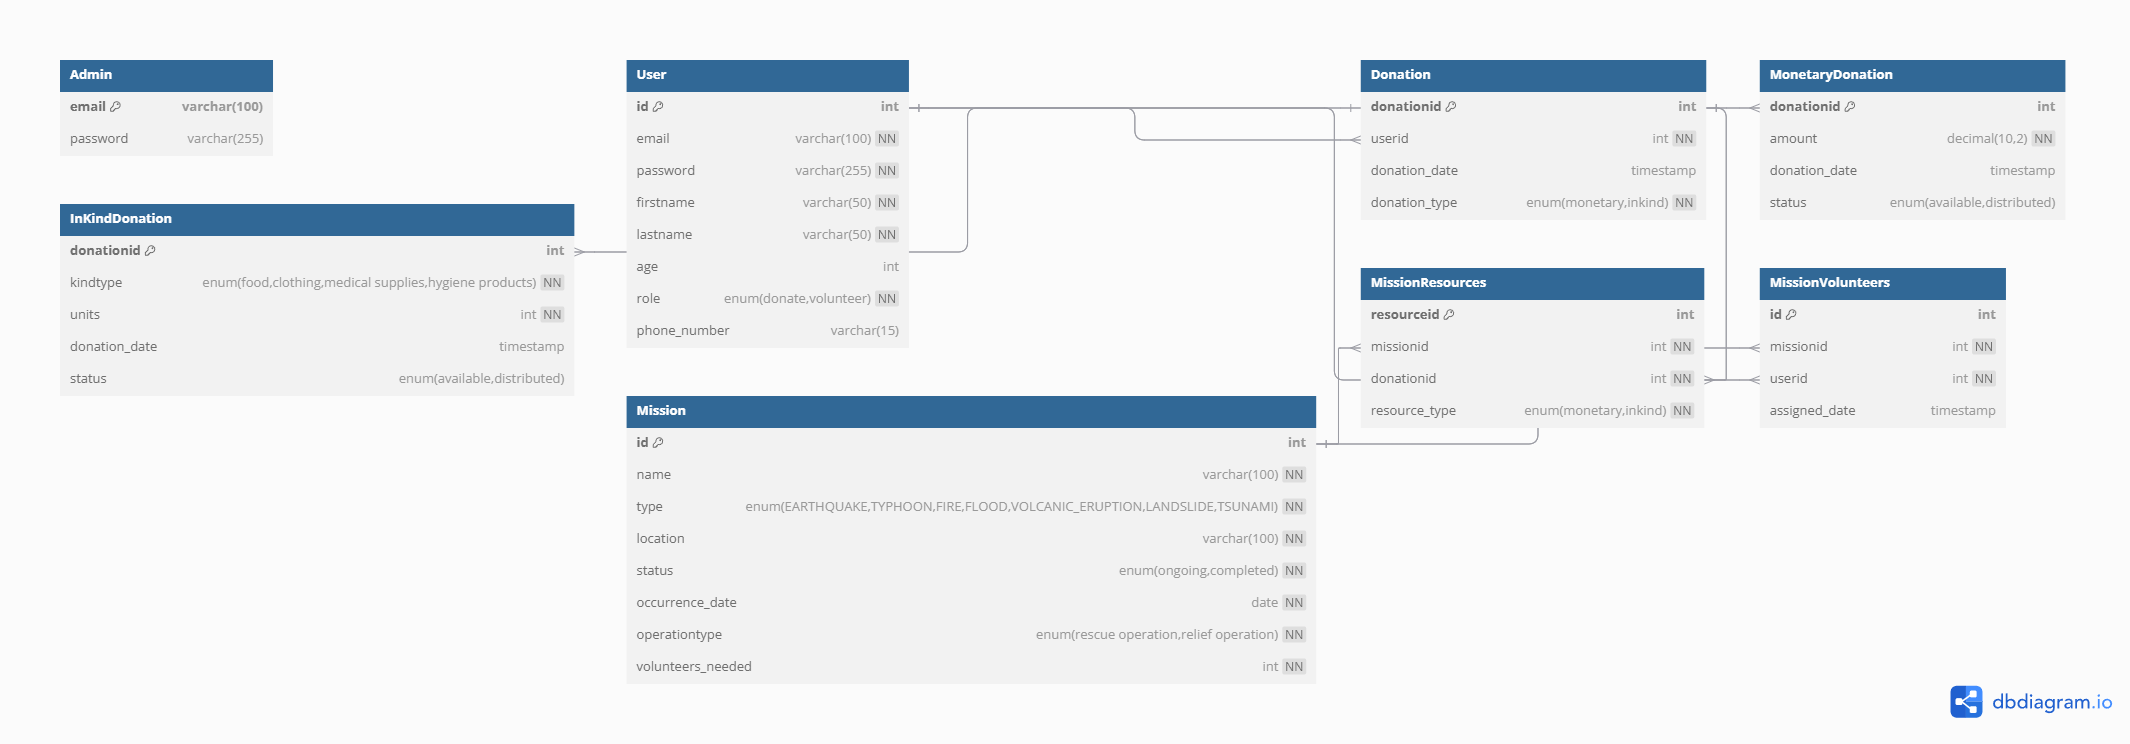 Admin
email varchar(100)
password varchar(255)
InKindDonation
donationid int
kindtype enum(food,clothing,medical supplies,hygiene products) NN
units int NN
donation_date timestamp
status enum(available,distributed)
User
id int
email varchar(100) NN
password varchar(255) NN
firstname varchar(50) NN
lastname varchar(50) NN
age int
role enum(donate,volunteer) NN
phone_number varchar(15)
Mission
id int
name varchar(100) NN
type enum(EARTHQUAKE,TYPHOON,FIRE,FLOOD,VOLCANIC_ERUPTION,LANDSLIDE,TSUNAMI) NN
location varchar(100) NN
status enum(ongoing,completed) NN
occurrence_date date NN
operationtype enum(rescue operation,relief operation) NN
volunteers_needed int NN
Donation
donationid int
userid int NN
donation_date timestamp
donation_type enum(monetary,inkind) NN
MissionResources
resourceid int
missionid int NN
donationid int NN
resource_type enum(monetary,inkind) NN
MonetaryDonation
donationid int
amount decimal(10,2) NN
donation_date timestamp
status enum(available,distributed)
MissionVolunteers
id int
missionid int NN
userid int NN
assigned_date timestamp
dbdiagram.io